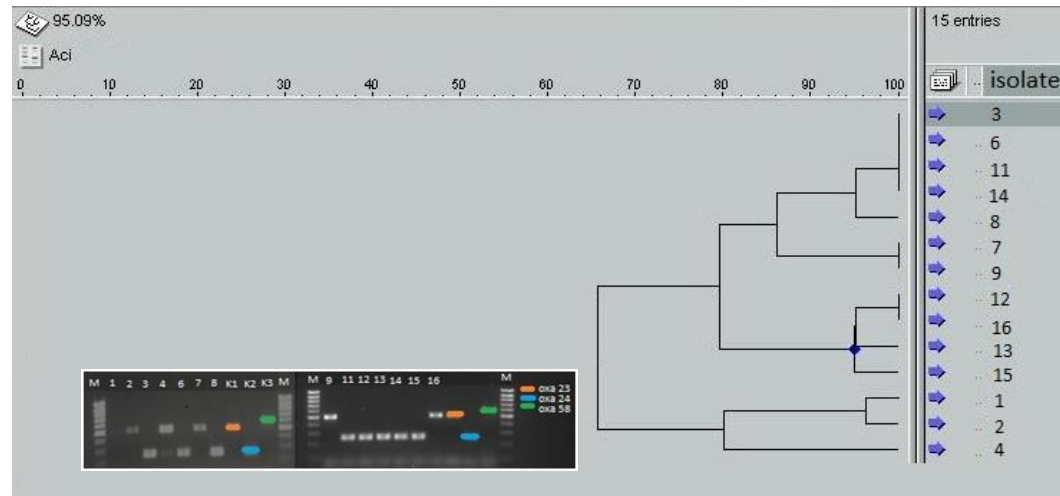 95.09%
Aci
0 10 20 30 40 50 60 70 80 90 100
15 entries
.. isolate
3
.. 6
.. 11
.. 14
.. 8
.. 7
.. 9
.. 12
.. 16
.. 13
.. 15
.. 1
.. 2
.. 4
M 1 2 3 4 6 7 8 K1 K2 K3 M
M 9 11 12 13 14 15 16 M
oxa 23
oxa 24
oxa 58